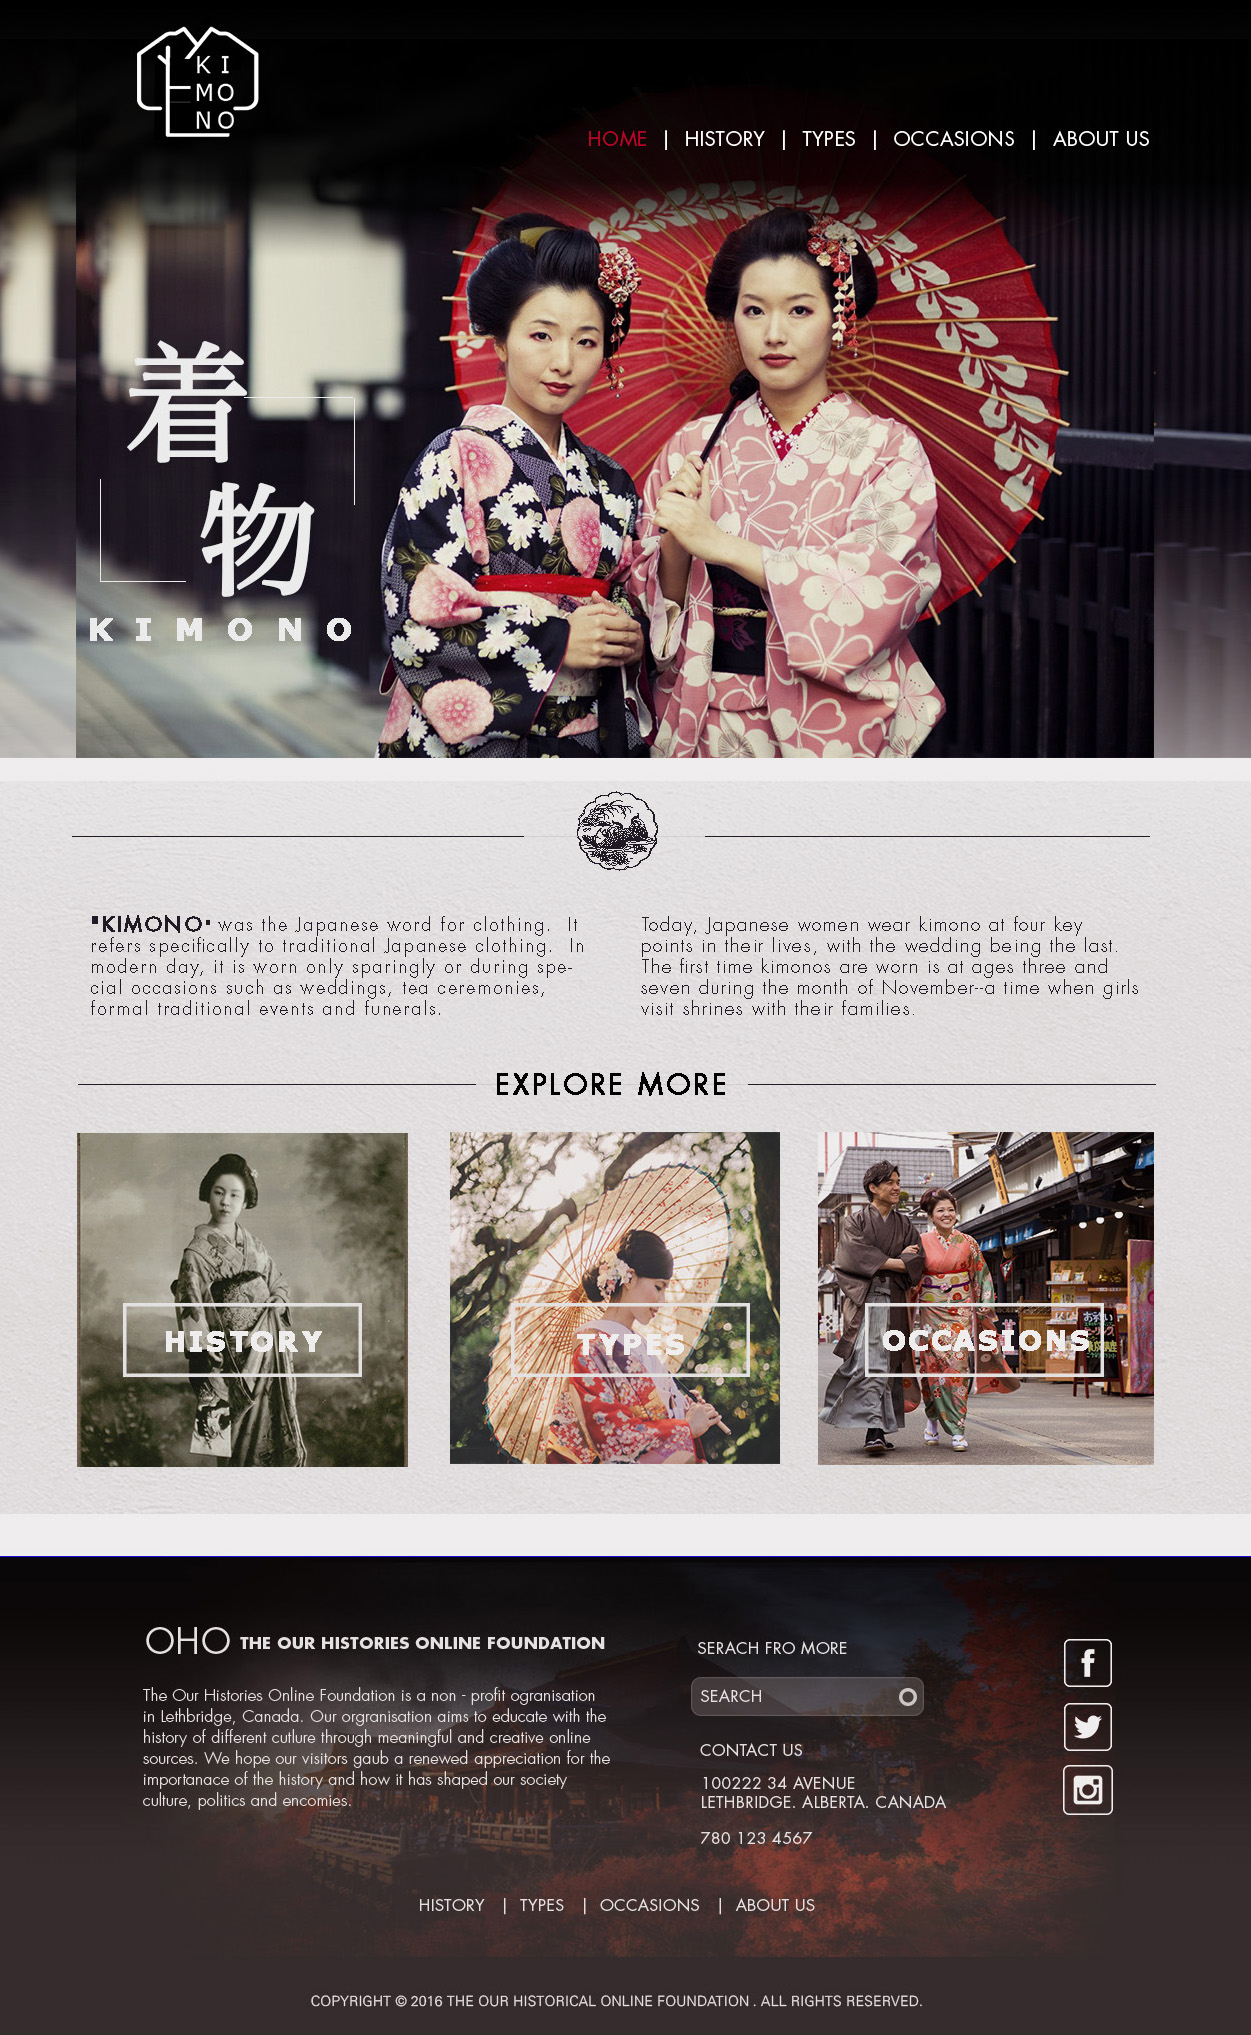 KI
MO
NO
HOME | HISTORY | TYPES | OCCASIONS | ABOUT US
着
物
KIMONO
"KIMONO" was the Japanese word for clothing. It
refers specifically to traditional Japanese clothing. In
modern day, it is worn only sparingly or during spe-
cial occasions such as weddings, tea ceremonies,
formal traditional events and funerals.
Today, Japanese women wear kimono at four key
points in their lives, with the wedding being the last.
The first time kimonos are worn is at ages three and
seven during the month of November--a time when girls
visit shrines with their families.
EXPLORE MORE
HISTORY
TYPES
OCCASIONS
OHO THE OUR HISTORIES ONLINE FOUNDATION
The Our Histories Online Foundation is a non - profit ogranisation
in Lethbridge, Canada. Our orgranisation aims to educate with the
history of different cutlure through meaningful and creative online
sources. We hope our visitors gaub a renewed appreciation for the
importanace of the history and how it has shaped our society
culture, politics and encomies.
SERACH FRO MORE
SEARCH
CONTACT US
100222 34 AVENUE
LETHBRIDGE. ALBERTA. CANADA
780 123 4567
HISTORY | TYPES | OCCASIONS | ABOUT US
COPYRIGHT © 2016 THE OUR HISTORICAL ONLINE FOUNDATION . ALL RIGHTS RESERVED.